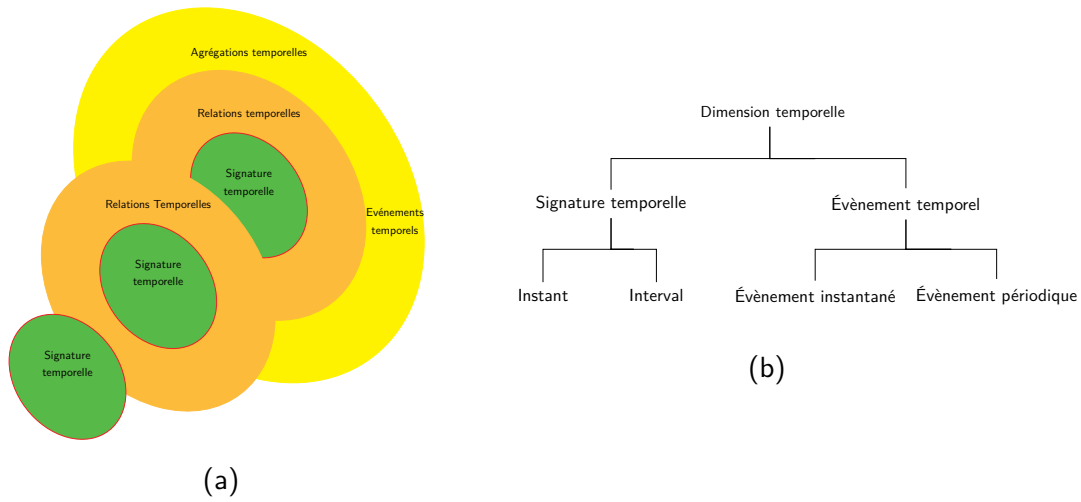 Agrégations temporelles
Relations temporelles
Signature
temporelle
Relations Temporelles
Evénements
temporels
Signature
temporelle
Signature
temporelle
(a)
Dimension temporelle
Signature temporelle
Évènement temporel
Instant
Interval
Évènement instantané
Évènement périodique
(b)